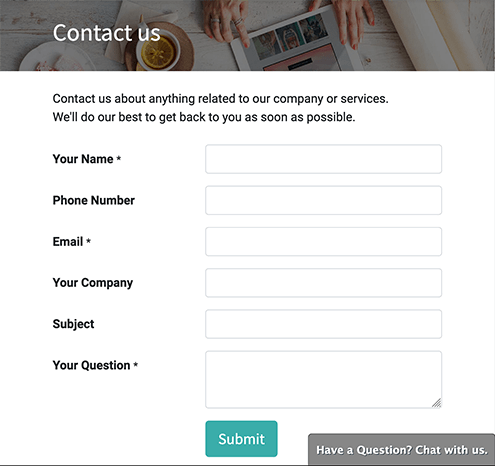 Contact us
Contact us about anything related to our company or services.
We'll do our best to get back to you as soon as possible.
Your Name *
Phone Number
Email *
Your Company
Subject
Your Question *
Submit
Have a Question? Chat with us.